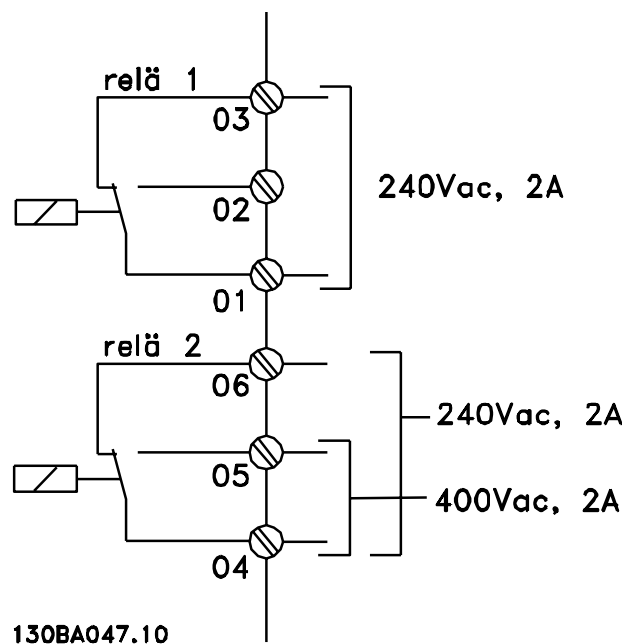 relä 1
03
02
240Vac, 2A
01
relä 2
06
240Vac, 2A
05
400Vac, 2A
04
130BA047.10